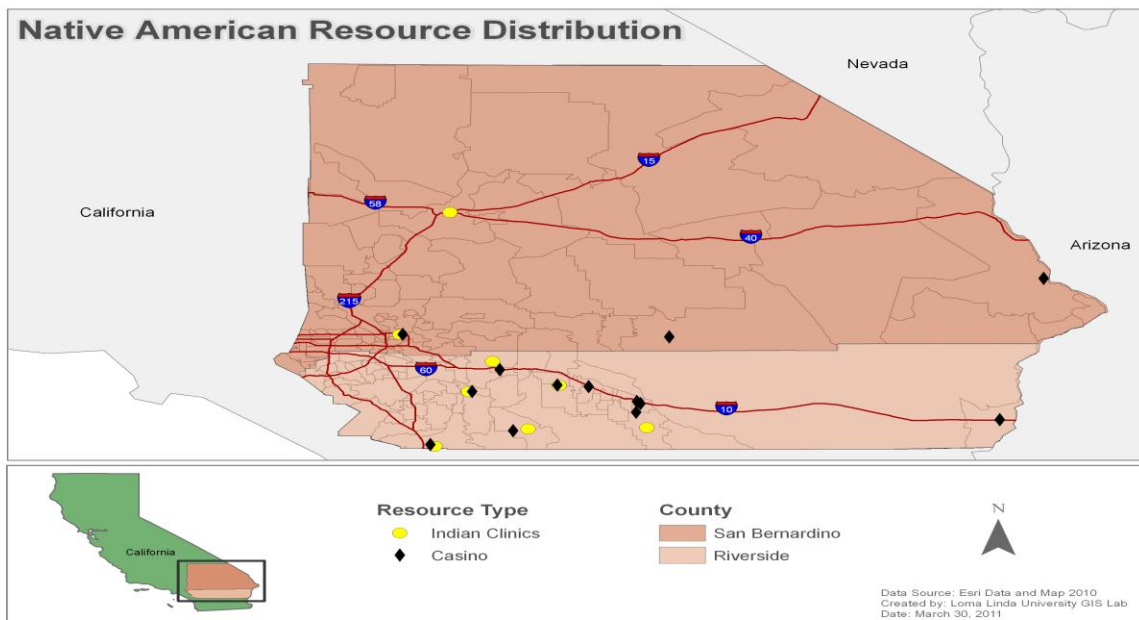 Native American Resource Distribution
Nevada
California
Arizona
15
58
40
215
60
10
California
Resource Type
Indian Clinics
Casino
County
San Bernardino
Riverside
N
Data Source: Esri Data and Map 2010
Created by: Loma Linda University GIS Lab
Date: March 30, 2011